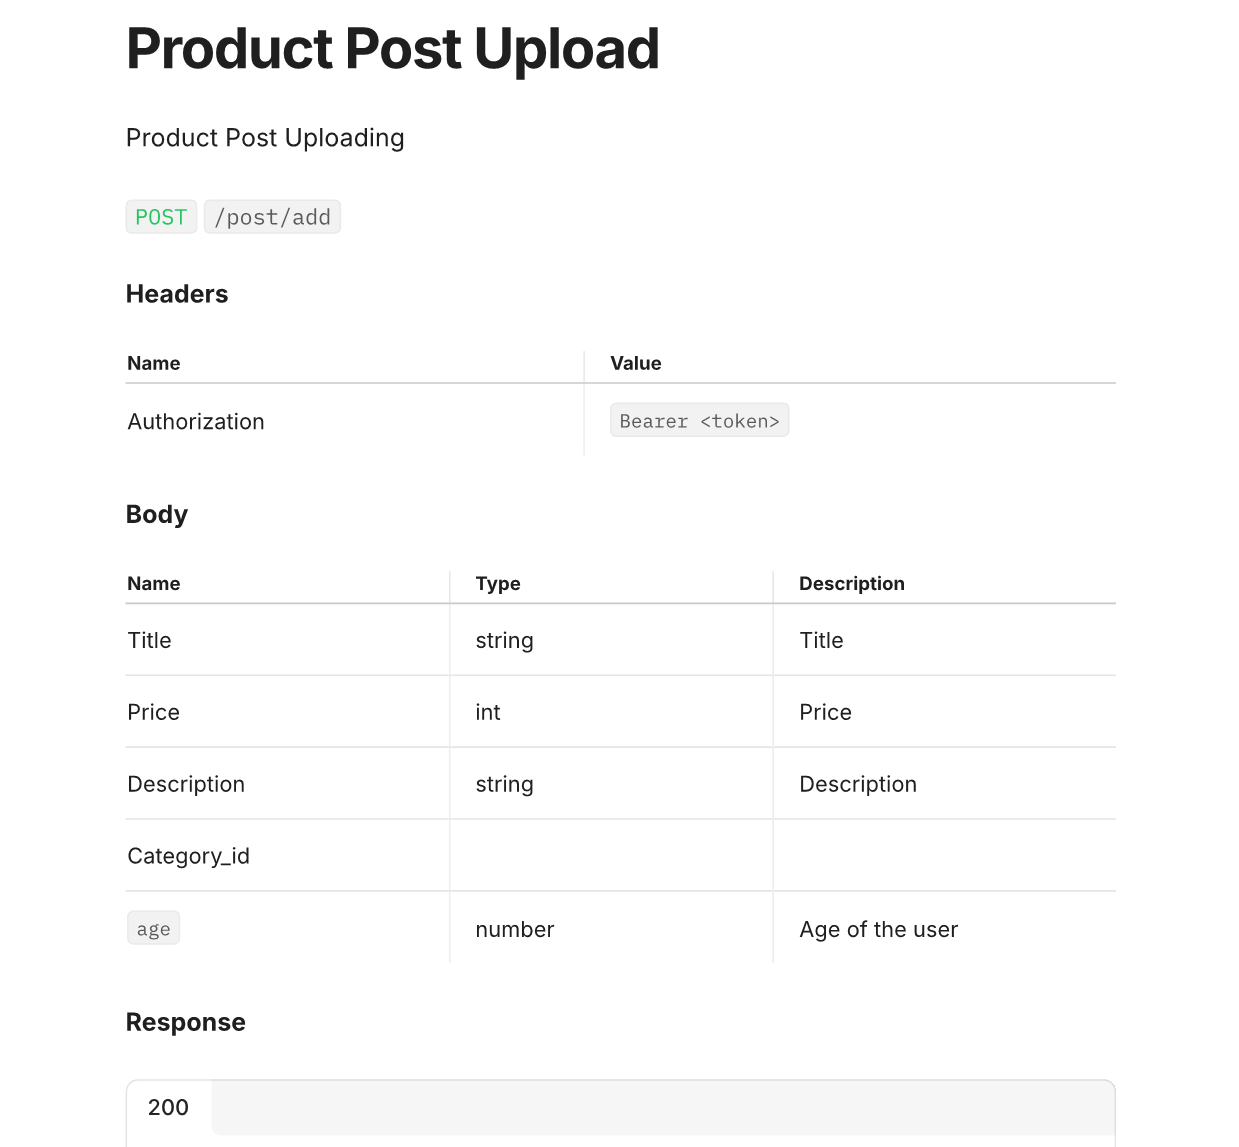 Product Post Upload
Product Post Uploading
POST /post/add
Headers
Name Value
Authorization Bearer <token>
Body
Name Type Description
Title string Title
Price int Price
Description string Description
Category_id
age number Age of the user
Response
200